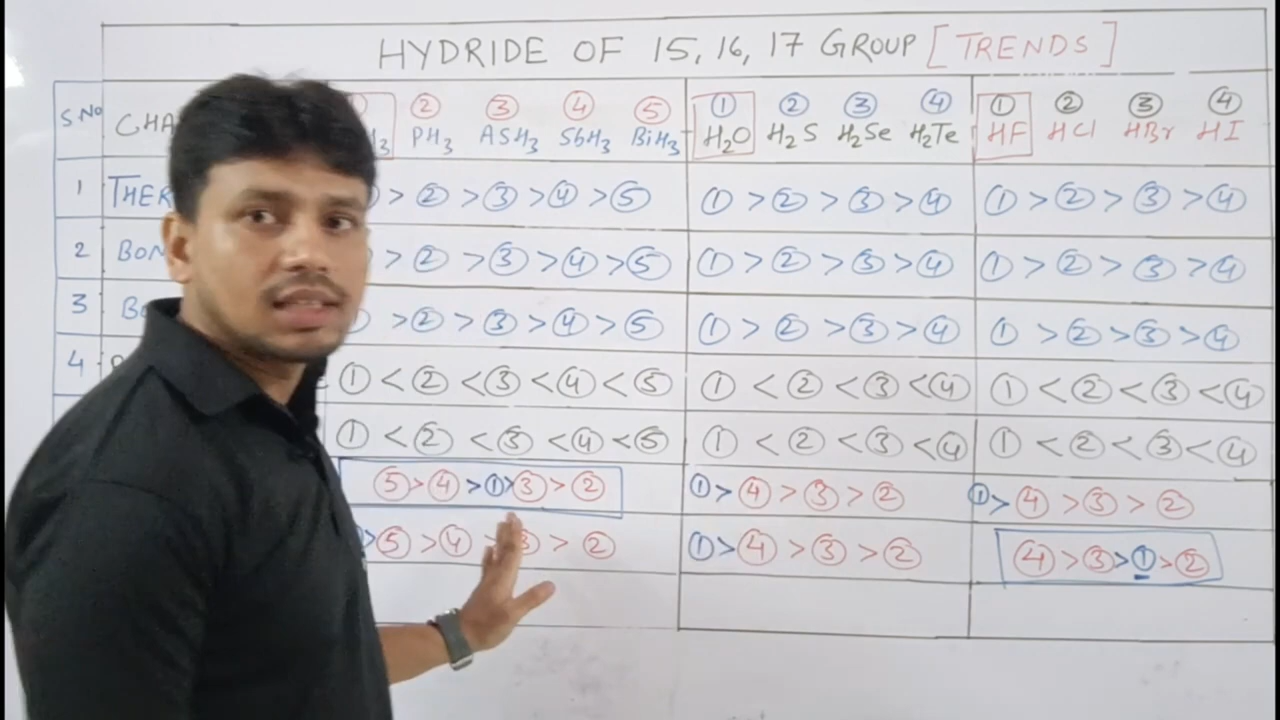 HYDRIDE OF 15, 16, 17 GROUP [TRENDS]
S No CHA ① ② ③ ④ ⑤ ① ② ③ ④ ① ② ③ ④
H₃ PH₃ ASH₃ SbH₃ BiH₃ H₂O H₂S H₂Se H₂Te HF HCl HBr HI
1 THER > ② > ③ > ④ > ⑤ ① > ② > ③ > ④ ① > ② > ③ > ④
2 BON > ② > ③ > ④ > ⑤ ① > ② > ③ > ④ ① > ② > ③ > ④
3 BO > ② > ③ > ④ > ⑤ ① > ② > ③ > ④ ① > ② > ③ > ④
4 ① < ② < ③ < ④ < ⑤ ① < ② < ③ < ④ ① < ② < ③ < ④
① < ② < ③ < ④ < ⑤ ① < ② < ③ < ④ ① < ② < ③ < ④
⑤ > ④ > ① > ③ > ② ① > ④ > ③ > ② ① > ④ > ③ > ②
> ⑤ > ④ > ③ > ② ① > ④ > ③ > ② ④ > ③ > ① > ②